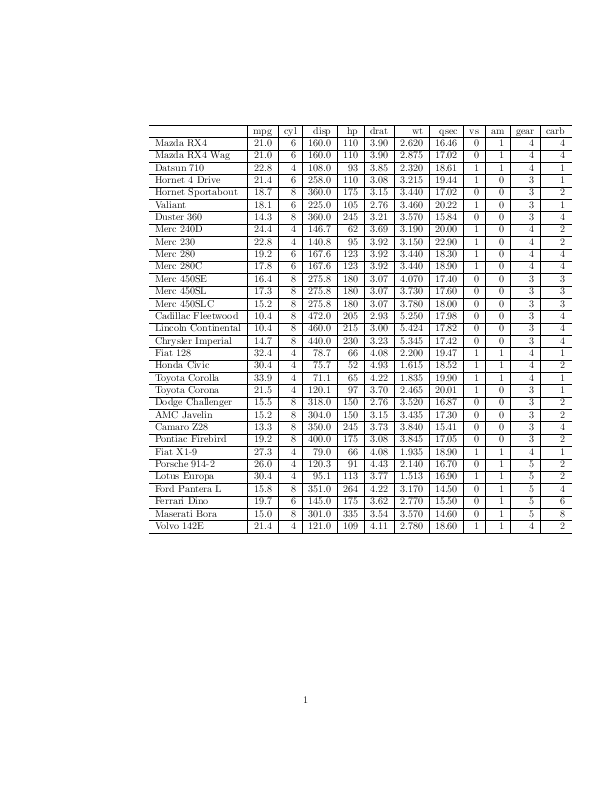 mpg cyl disp hp drat wt qsec vs am gear carb
Mazda RX4 21.0 6 160.0 110 3.90 2.620 16.46 0 1 4 4
Mazda RX4 Wag 21.0 6 160.0 110 3.90 2.875 17.02 0 1 4 4
Datsun 710 22.8 4 108.0 93 3.85 2.320 18.61 1 1 4 1
Hornet 4 Drive 21.4 6 258.0 110 3.08 3.215 19.44 1 0 3 1
Hornet Sportabout 18.7 8 360.0 175 3.15 3.440 17.02 0 0 3 2
Valiant 18.1 6 225.0 105 2.76 3.460 20.22 1 0 3 1
Duster 360 14.3 8 360.0 245 3.21 3.570 15.84 0 0 3 4
Merc 240D 24.4 4 146.7 62 3.69 3.190 20.00 1 0 4 2
Merc 230 22.8 4 140.8 95 3.92 3.150 22.90 1 0 4 2
Merc 280 19.2 6 167.6 123 3.92 3.440 18.30 1 0 4 4
Merc 280C 17.8 6 167.6 123 3.92 3.440 18.90 1 0 4 4
Merc 450SE 16.4 8 275.8 180 3.07 4.070 17.40 0 0 3 3
Merc 450SL 17.3 8 275.8 180 3.07 3.730 17.60 0 0 3 3
Merc 450SLC 15.2 8 275.8 180 3.07 3.780 18.00 0 0 3 3
Cadillac Fleetwood 10.4 8 472.0 205 2.93 5.250 17.98 0 0 3 4
Lincoln Continental 10.4 8 460.0 215 3.00 5.424 17.82 0 0 3 4
Chrysler Imperial 14.7 8 440.0 230 3.23 5.345 17.42 0 0 3 4
Fiat 128 32.4 4 78.7 66 4.08 2.200 19.47 1 1 4 1
Honda Civic 30.4 4 75.7 52 4.93 1.615 18.52 1 1 4 2
Toyota Corolla 33.9 4 71.1 65 4.22 1.835 19.90 1 1 4 1
Toyota Corona 21.5 4 120.1 97 3.70 2.465 20.01 1 0 3 1
Dodge Challenger 15.5 8 318.0 150 2.76 3.520 16.87 0 0 3 2
AMC Javelin 15.2 8 304.0 150 3.15 3.435 17.30 0 0 3 2
Camaro Z28 13.3 8 350.0 245 3.73 3.840 15.41 0 0 3 4
Pontiac Firebird 19.2 8 400.0 175 3.08 3.845 17.05 0 0 3 2
Fiat X1-9 27.3 4 79.0 66 4.08 1.935 18.90 1 1 4 1
Porsche 914-2 26.0 4 120.3 91 4.43 2.140 16.70 0 1 5 2
Lotus Europa 30.4 4 95.1 113 3.77 1.513 16.90 1 1 5 2
Ford Pantera L 15.8 8 351.0 264 4.22 3.170 14.50 0 1 5 4
Ferrari Dino 19.7 6 145.0 175 3.62 2.770 15.50 0 1 5 6
Maserati Bora 15.0 8 301.0 335 3.54 3.570 14.60 0 1 5 8
Volvo 142E 21.4 4 121.0 109 4.11 2.780 18.60 1 1 4 2
1